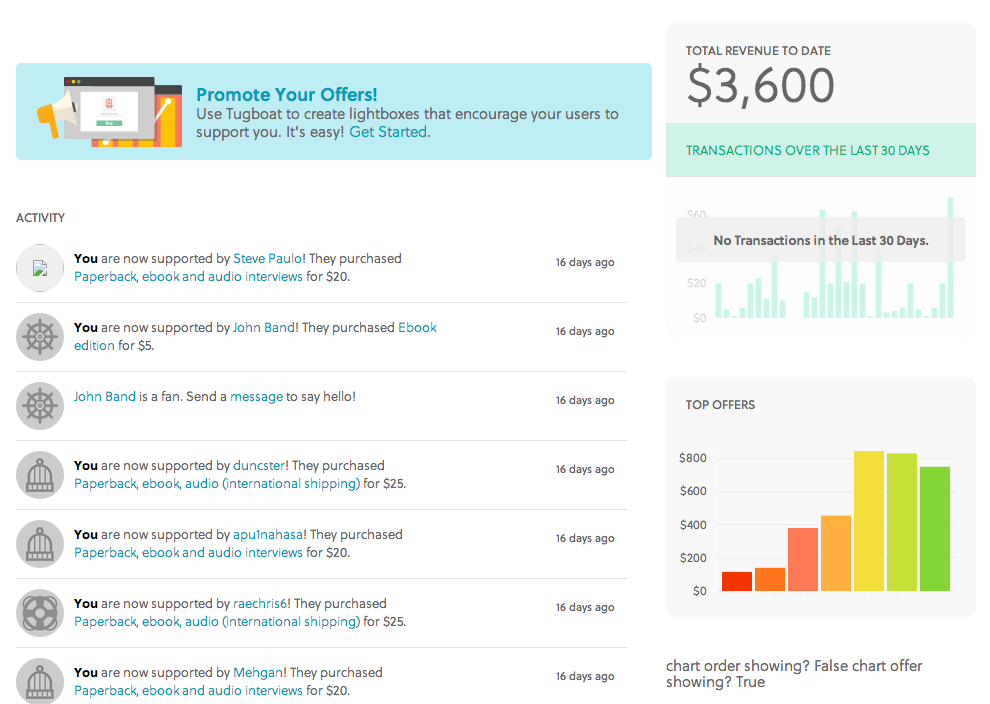 Promote Your Offers!
Use Tugboat to create lightboxes that encourage your users to
support you. It's easy! Get Started.
ACTIVITY
You are now supported by Steve Paulo! They purchased
Paperback, ebook and audio interviews for $20.
16 days ago
You are now supported by John Band! They purchased Ebook
edition for $5.
16 days ago
John Band is a fan. Send a message to say hello!
16 days ago
You are now supported by duncster! They purchased
Paperback, ebook, audio (international shipping) for $25.
16 days ago
You are now supported by apu1nahasa! They purchased
Paperback, ebook and audio interviews for $20.
16 days ago
You are now supported by raechris6! They purchased
Paperback, ebook, audio (international shipping) for $25.
16 days ago
You are now supported by Mehgan! They purchased
Paperback, ebook and audio interviews for $20.
16 days ago
TOTAL REVENUE TO DATE
$3,600
TRANSACTIONS OVER THE LAST 30 DAYS
$60
No Transactions in the Last 30 Days.
$40
$20
$0
TOP OFFERS
$800
$600
$400
$200
$0
chart order showing? False chart offer
showing? True